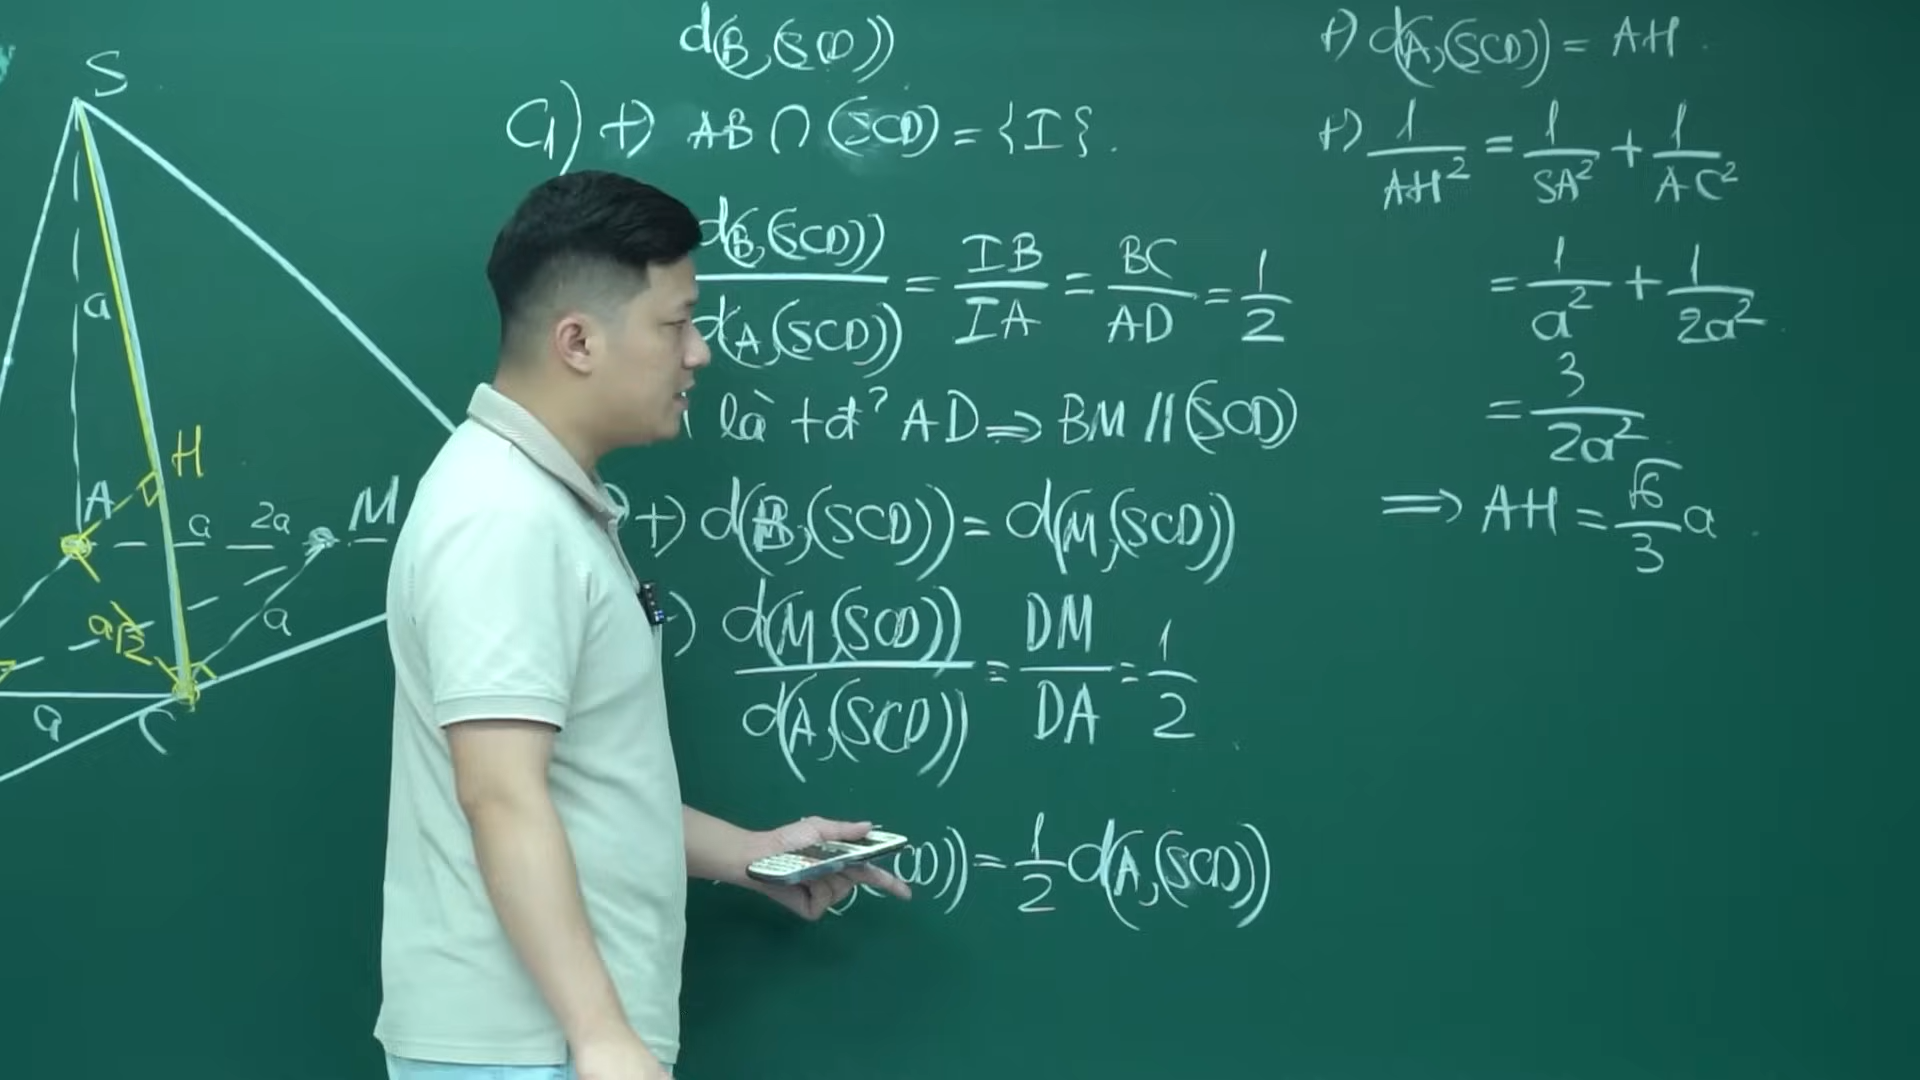 S
a
H
A
a 2a M
a√2
a
a
C
d(B,(SCD))
C1) +) AB ∩ (SCD) = {I}.
d(B,(SCD)) / d(A,(SCD)) = IB / IA = BC / AD = 1/2
là tđ? AD ⇒ BM // (SCD)
+) d(B,(SCD)) = d(M,(SCD))
) d(M,(SCD)) / d(A,(SCD)) = DM / DA = 1/2
CD)) = 1/2 d(A,(SCD))
+) d(A,(SCD)) = AH.
+) 1/AH² = 1/SA² + 1/AC²
= 1/a² + 1/2a².
= 3/2a²
⇒ AH = √6/3 a.